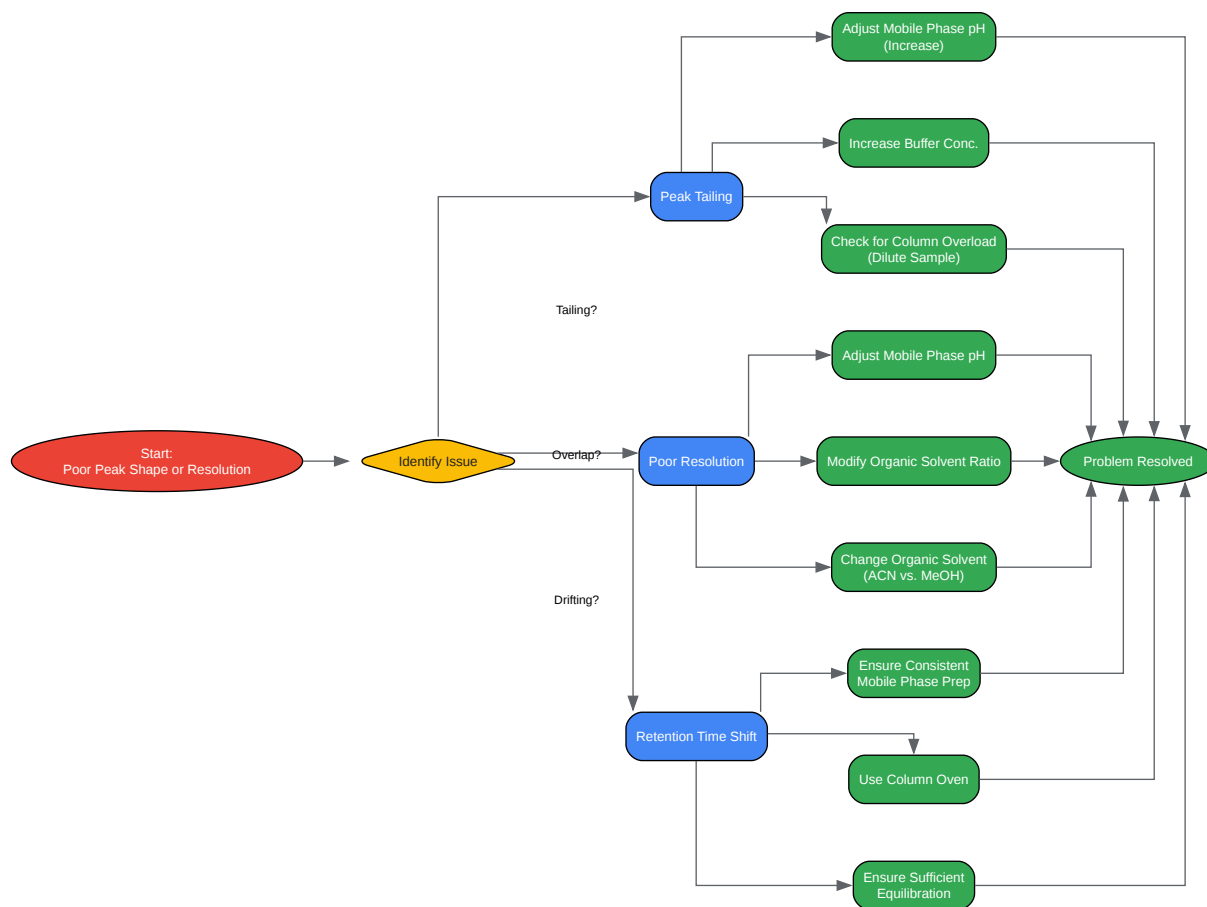 Adjust Mobile Phase pH
(Increase)
Increase Buffer Conc.
Peak Tailing
Check for Column Overload
(Dilute Sample)
Tailing?
Adjust Mobile Phase pH
Start:
Poor Peak Shape or Resolution
Identify Issue
Overlap?
Poor Resolution
Modify Organic Solvent Ratio
Problem Resolved
Change Organic Solvent
(ACN vs. MeOH)
Drifting?
Ensure Consistent
Mobile Phase Prep
Retention Time Shift
Use Column Oven
Ensure Sufficient
Equilibration